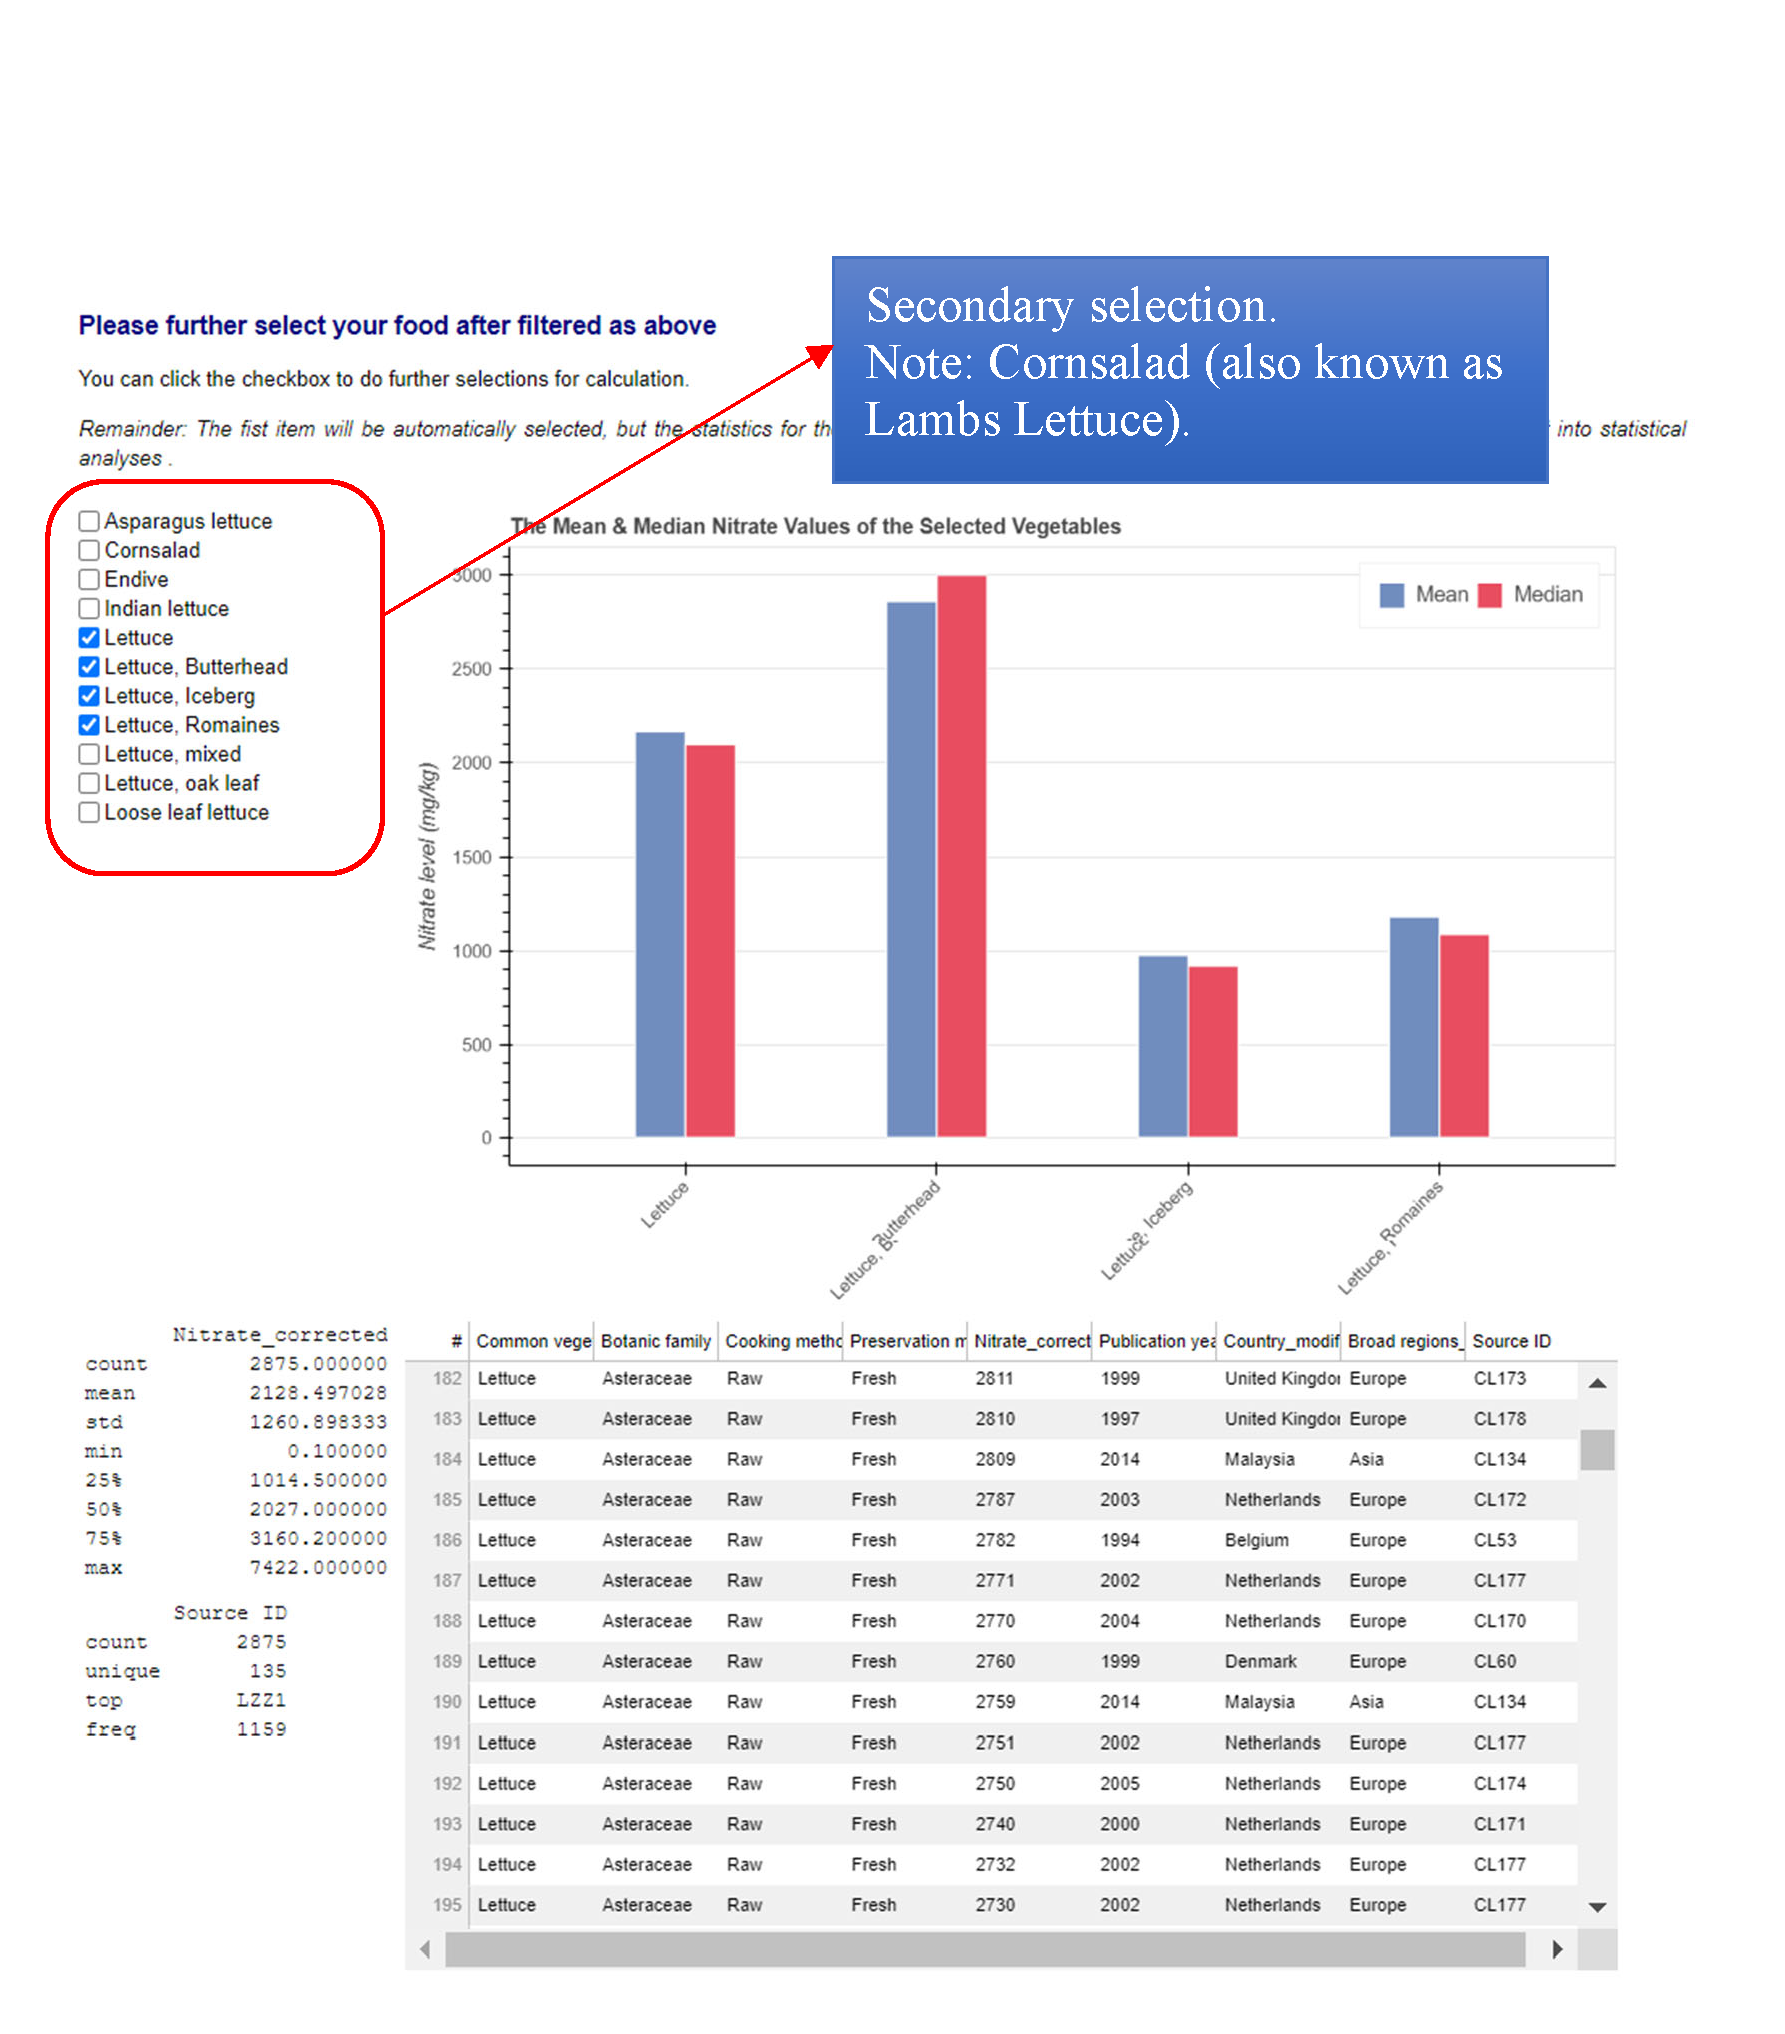 Secondary selection.
Note: Cornsalad (also known as
Lambs Lettuce).
Please further select your food after filtered as above
You can click the checkbox to do further selections for calculation.
Remainder: The fist item will be automatically selected, but the statistics for into statistical
analyses .
Asparagus lettuce
Cornsalad
Endive
Indian lettuce
Lettuce
Lettuce, Butterhead
Lettuce, Iceberg
Lettuce, Romaines
Lettuce, mixed
Lettuce, oak leaf
Loose leaf lettuce
The Mean & Median Nitrate Values of the Selected Vegetables
Mean Median
Nitrate level (mg/kg)
3000
2500
2000
1500
1000
500
0
Lettuce
Lettuce, Butterhead
Lettuce, Iceberg
Lettuce, Romaines
Nitrate_corrected
count 2875.000000
mean 2128.497028
std 1260.898333
min 0.100000
25% 1014.500000
50% 2027.000000
75% 3160.200000
max 7422.000000
Source ID
count 2875
unique 135
top LZZ1
freq 1159
# Common vege Botanic family Cooking metho Preservation m Nitrate_correct Publication yea Country_modif Broad regions_ Source ID
182 Lettuce Asteraceae Raw Fresh 2811 1999 United Kingdo Europe CL173
183 Lettuce Asteraceae Raw Fresh 2810 1997 United Kingdo Europe CL178
184 Lettuce Asteraceae Raw Fresh 2809 2014 Malaysia Asia CL134
185 Lettuce Asteraceae Raw Fresh 2787 2003 Netherlands Europe CL172
186 Lettuce Asteraceae Raw Fresh 2782 1994 Belgium Europe CL53
187 Lettuce Asteraceae Raw Fresh 2771 2002 Netherlands Europe CL177
188 Lettuce Asteraceae Raw Fresh 2770 2004 Netherlands Europe CL170
189 Lettuce Asteraceae Raw Fresh 2760 1999 Denmark Europe CL60
190 Lettuce Asteraceae Raw Fresh 2759 2014 Malaysia Asia CL134
191 Lettuce Asteraceae Raw Fresh 2751 2002 Netherlands Europe CL177
192 Lettuce Asteraceae Raw Fresh 2750 2005 Netherlands Europe CL174
193 Lettuce Asteraceae Raw Fresh 2740 2000 Netherlands Europe CL171
194 Lettuce Asteraceae Raw Fresh 2732 2002 Netherlands Europe CL177
195 Lettuce Asteraceae Raw Fresh 2730 2002 Netherlands Europe CL177